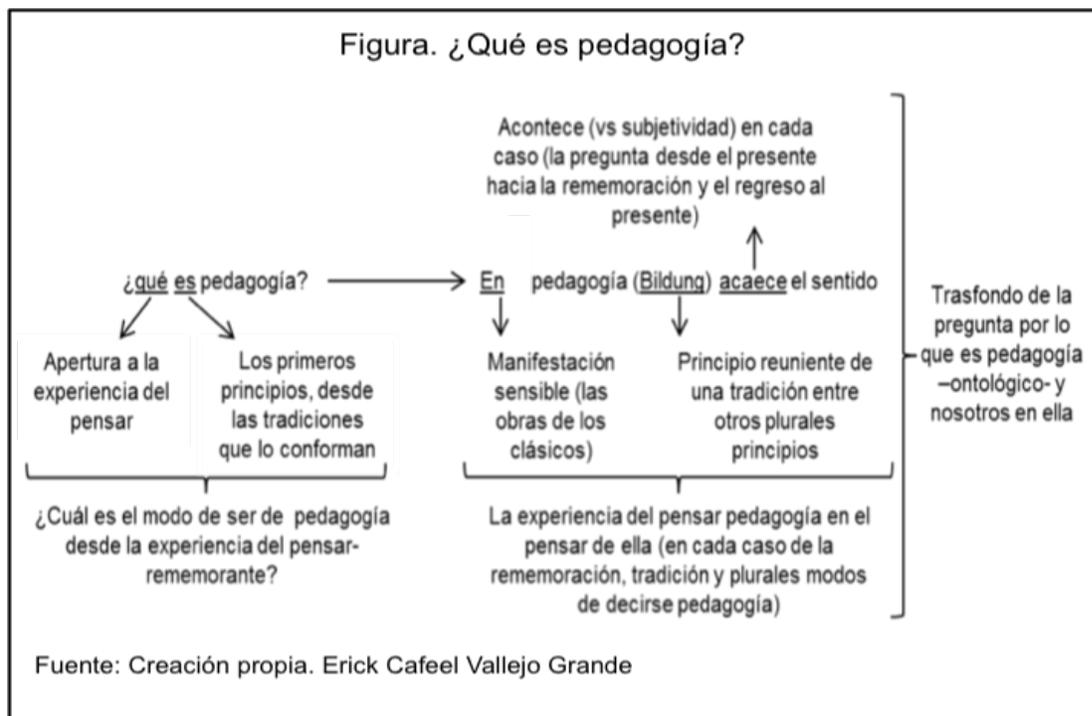 Figura. ¿Qué es pedagogía?
Acontece (vs subjetividad) en cada
caso (la pregunta desde el presente
hacia la rememoración y el regreso al
presente)
¿qué es pedagogía?
En pedagogía (Bildung) acaece el sentido
Apertura a la
experiencia del
pensar
Los primeros
principios, desde
las tradiciones
que lo conforman
Manifestación
sensible (las
obras de los
clásicos)
Principio reuniente de
una tradición entre
otros plurales
principios
¿Cuál es el modo de ser de pedagogía
desde la experiencia del pensar-
rememorante?
La experiencia del pensar pedagogía en el
pensar de ella (en cada caso de la
rememoración, tradición y plurales modos
de decirse pedagogía)
Trasfondo de la
pregunta por lo
que es pedagogía
–ontológico- y
nosotros en ella
Fuente: Creación propia. Erick Cafeel Vallejo Grande